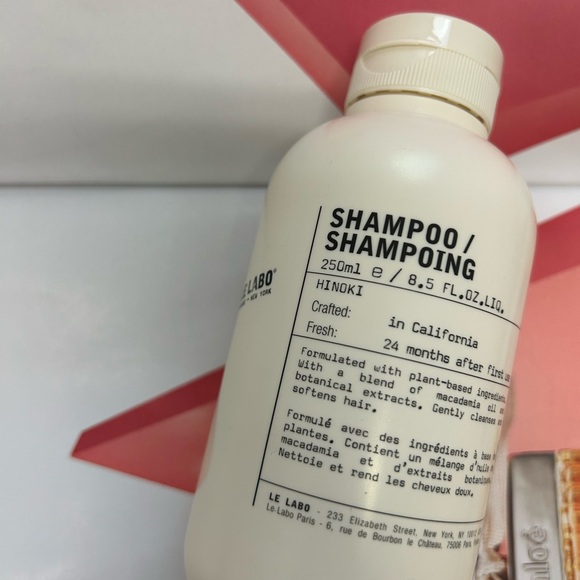 SHAMPOO /
SHAMPOING
250ml e / 8.5 FL.OZ.LIQ.
HINOKI
Crafted: in California
Fresh: 24 months after first
Formulated with plant-based ingredients.
With a blend of macadamia oil
botanical extracts. Gently cleanses
softens hair.
Formulé avec des ingrédients à base
plantes. Contient un mélange d'huile
macadamia et d'extraits
Nettoie et rend les cheveux doux.
LE LABO - 233 Elizabeth Street, New York, NY
Le Labo Paris - 6, rue de Bourbon le Château, 75006 Paris,
LE LABO
NEW YORK
hloé